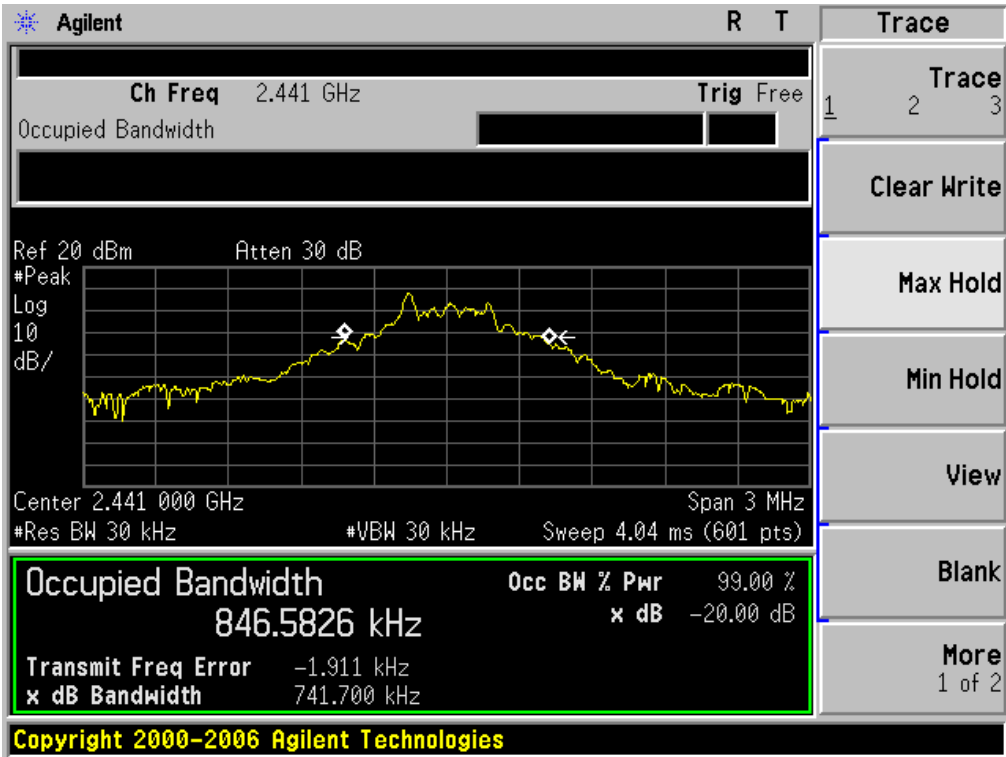 Agilent R T Trace
Ch Freq 2.441 GHz Trig Free
Occupied Bandwidth
Trace
1 2 3
Clear Write
Max Hold
Min Hold
View
Blank
More
1 of 2
Ref 20 dBm Atten 30 dB
#Peak
Log
10
dB/
Center 2.441 000 GHz Span 3 MHz
#Res BW 30 kHz #VBW 30 kHz Sweep 4.04 ms (601 pts)
Occupied Bandwidth Occ BW % Pwr 99.00 %
846.5826 kHz x dB -20.00 dB
Transmit Freq Error -1.911 kHz
x dB Bandwidth 741.700 kHz
Copyright 2000-2006 Agilent Technologies